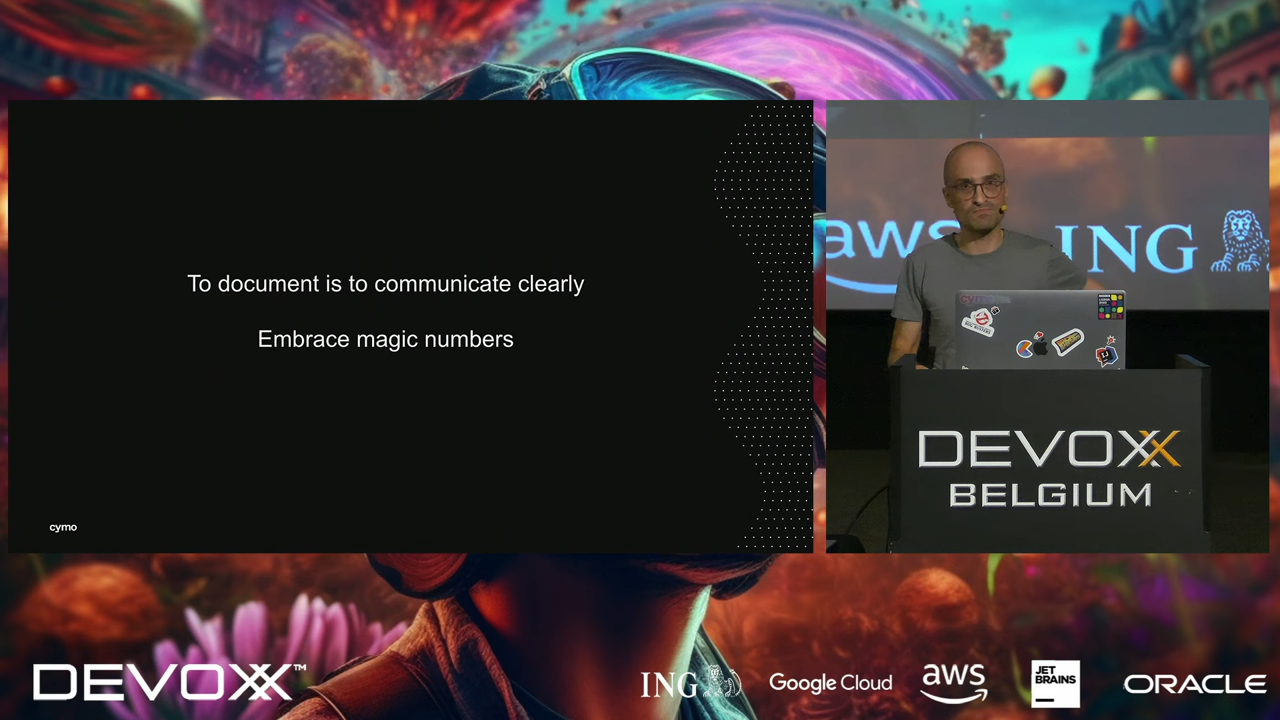 To document is to communicate clearly
Embrace magic numbers
cymo
aws
ING
cymo
DEVOXX
BELGIUM
DEVOXX™
ING
Google Cloud
aws
JET
BRAINS
ORACLE